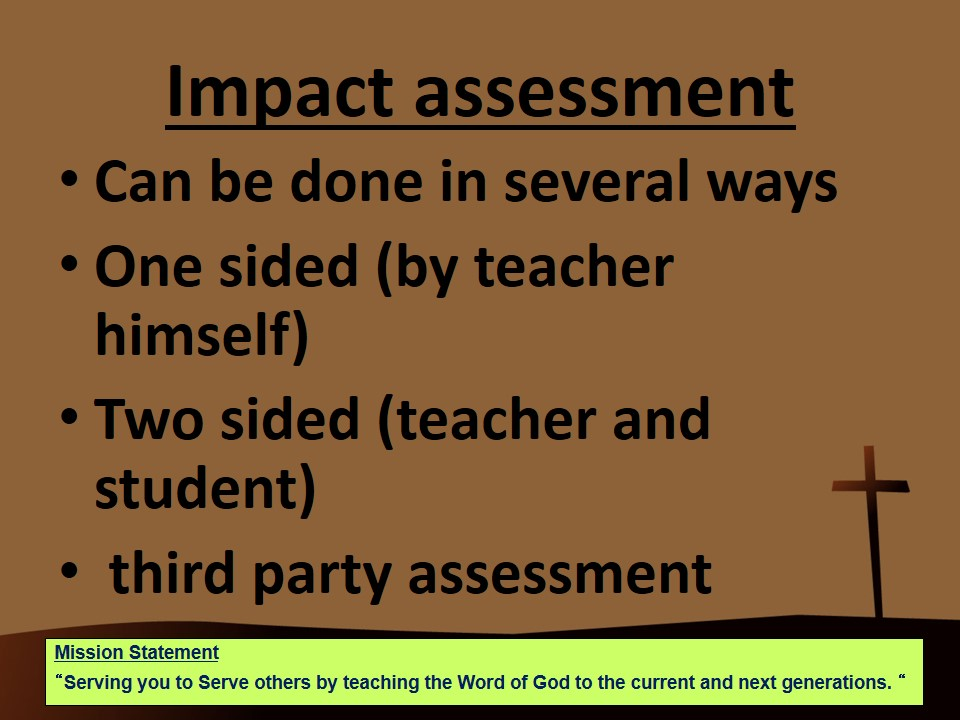 Impact assessment
• Can be done in several ways
• One sided (by teacher
himself)
• Two sided (teacher and
student)
• third party assessment
Mission Statement
“Serving you to Serve others by teaching the Word of God to the current and next generations. “